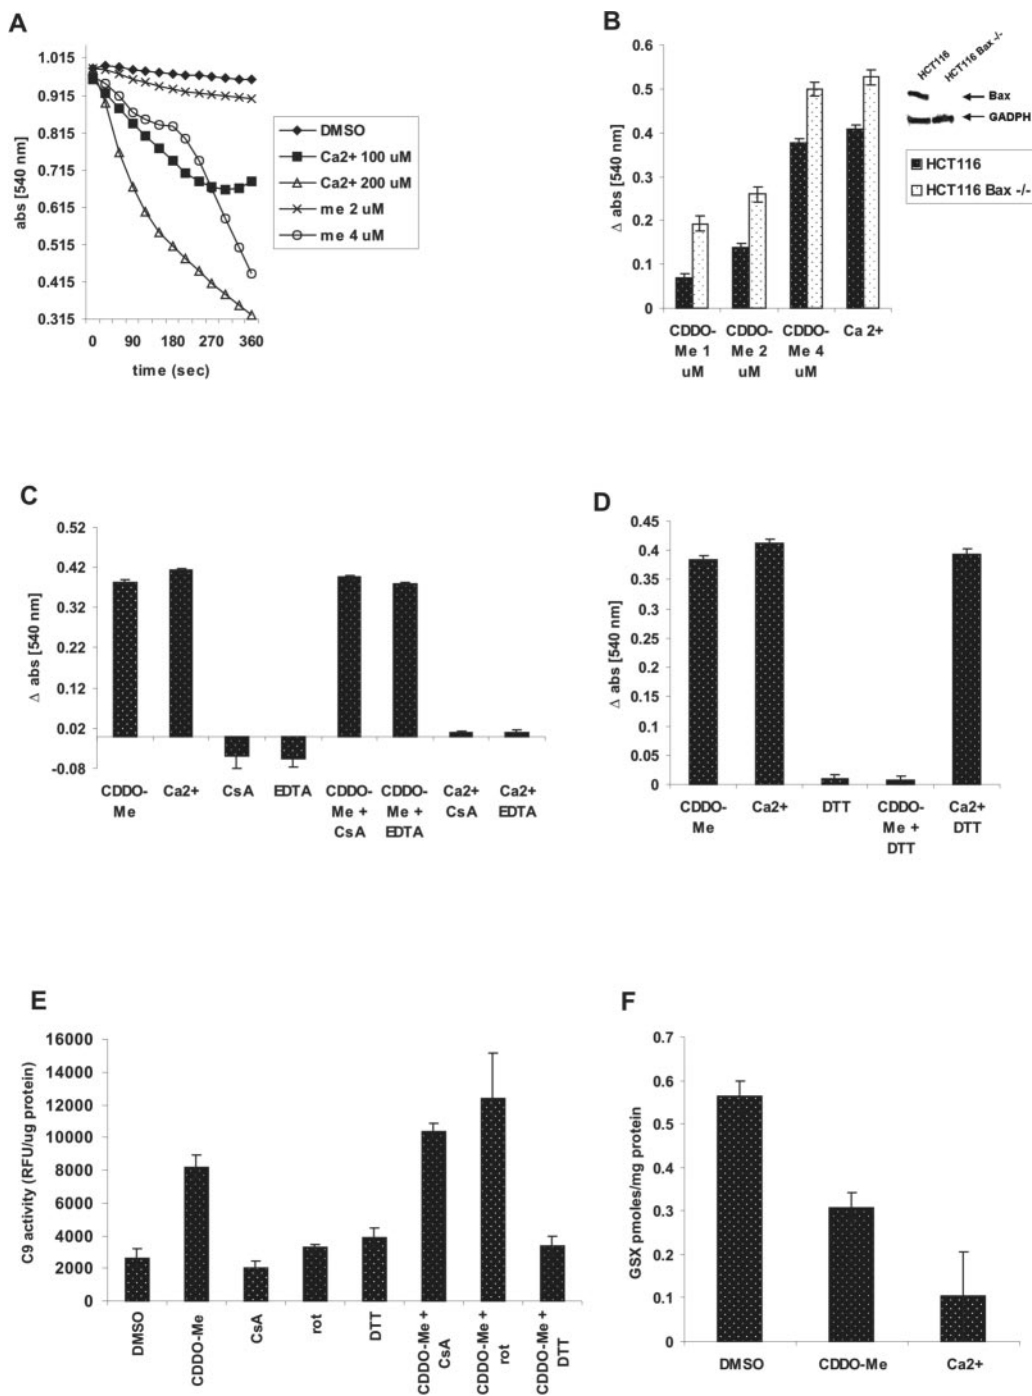 A
abs [540 nm]
1.015
0.915
0.815
0.715
0.615
0.515
0.415
0.315
0 90 180 270 360
time (sec)
DMSO
Ca2+ 100 uM
Ca2+ 200 uM
me 2 uM
me 4 uM
B
Δ abs [540 nm]
0.6
0.5
0.4
0.3
0.2
0.1
0
CDDO-Me 1 uM
CDDO-Me 2 uM
CDDO-Me 4 uM
Ca 2+
HCT116
HCT116 Bax -/-
Bax
GADPH
HCT116
HCT116 Bax -/-
C
Δ abs [540 nm]
0.52
0.42
0.32
0.22
0.12
0.02
-0.08
CDDO-Me
Ca2+
CsA
EDTA
CDDO-Me + CsA
CDDO-Me + EDTA
Ca2+ CsA
Ca2+ EDTA
D
Δ abs [540 nm]
0.45
0.4
0.35
0.3
0.25
0.2
0.15
0.1
0.05
0
CDDO-Me
Ca2+
DTT
CDDO-Me + DTT
Ca2+ DTT
E
C9 activity (RFU/ug protein)
16000
14000
12000
10000
8000
6000
4000
2000
0
DMSO
CDDO-Me
CsA
rot
DTT
CDDO-Me + CsA
CDDO-Me + rot
CDDO-Me + DTT
F
GSX pmoles/mg protein
0.7
0.6
0.5
0.3
0.2
0.1
0
DMSO
CDDO-Me
Ca2+